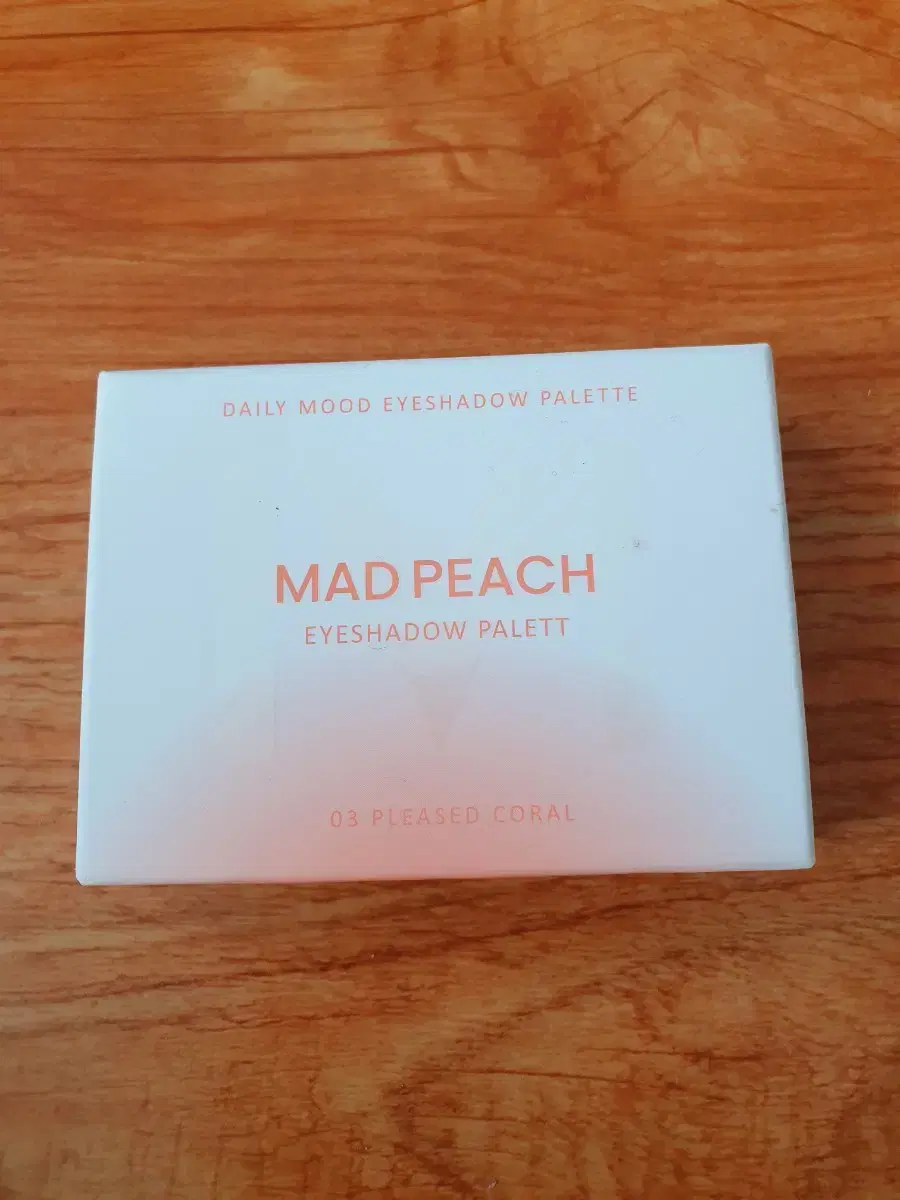 DAILY MOOD EYESHADOW PALETTE
MAD PEACH
EYESHADOW PALETT
03 PLEASED CORAL